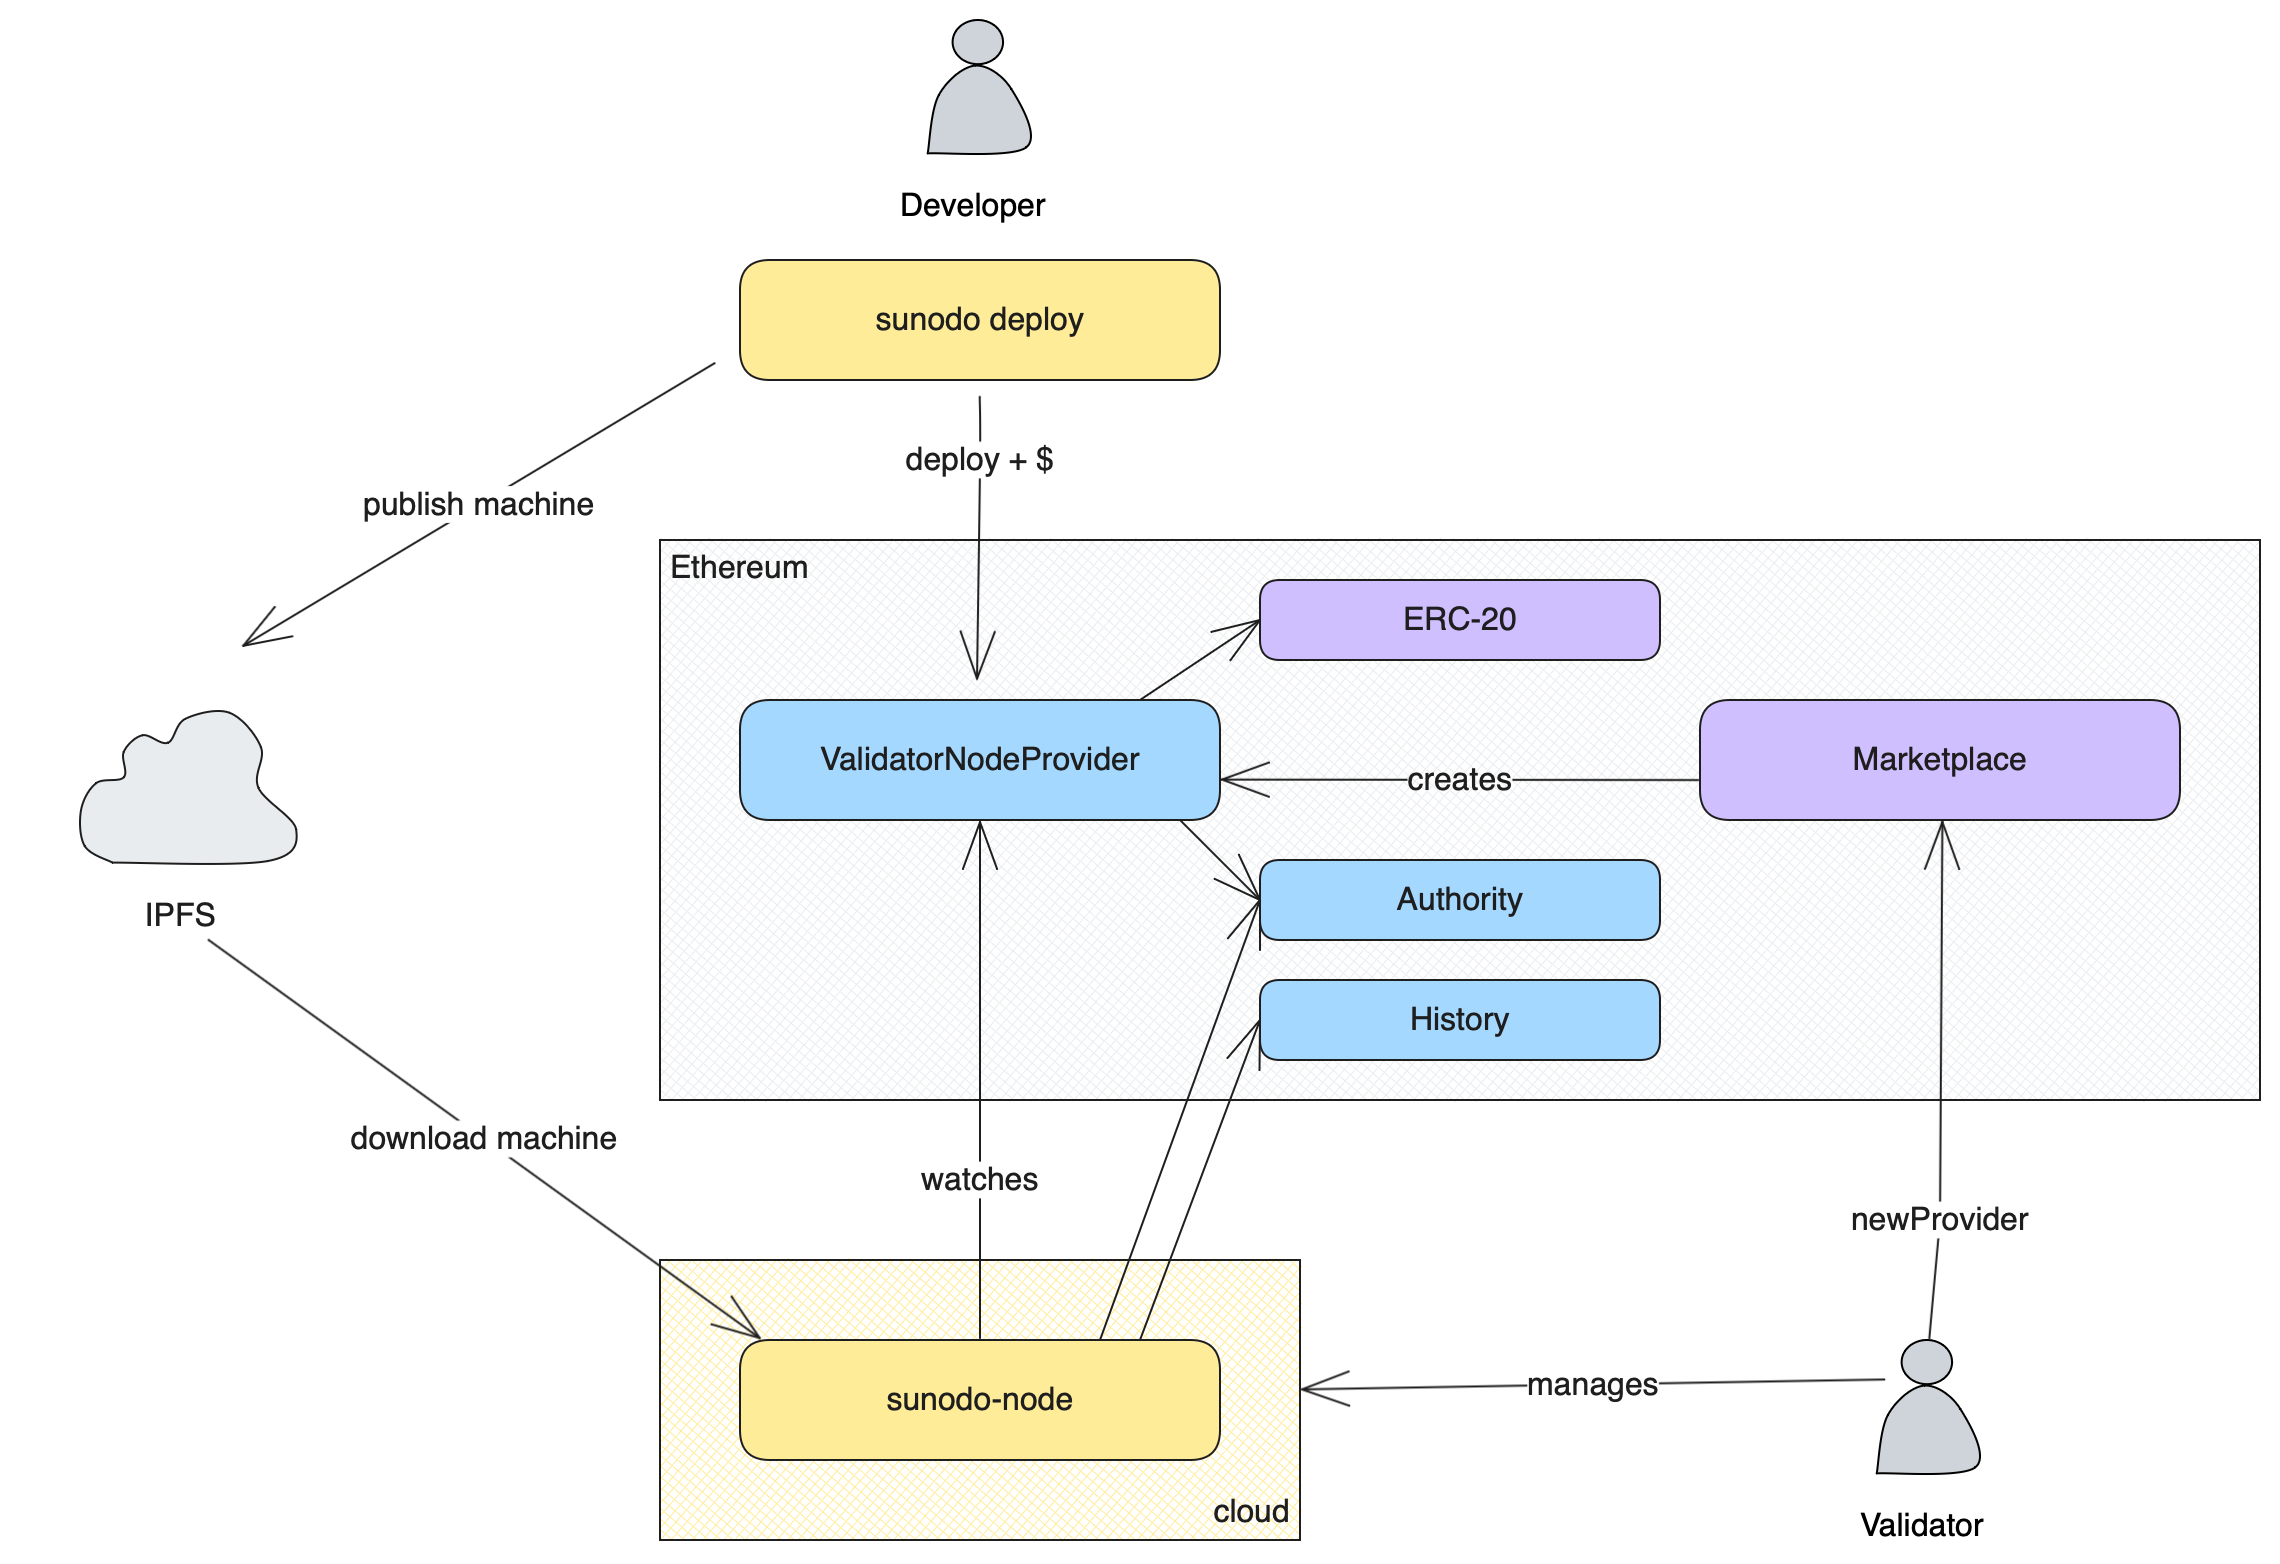 Developer
sunodo deploy
deploy + $
publish machine
Ethereum
ERC-20
ValidatorNodeProvider
Marketplace
creates
Authority
IPFS
History
download machine
watches
newProvider
manages
sunodo-node
cloud
Validator